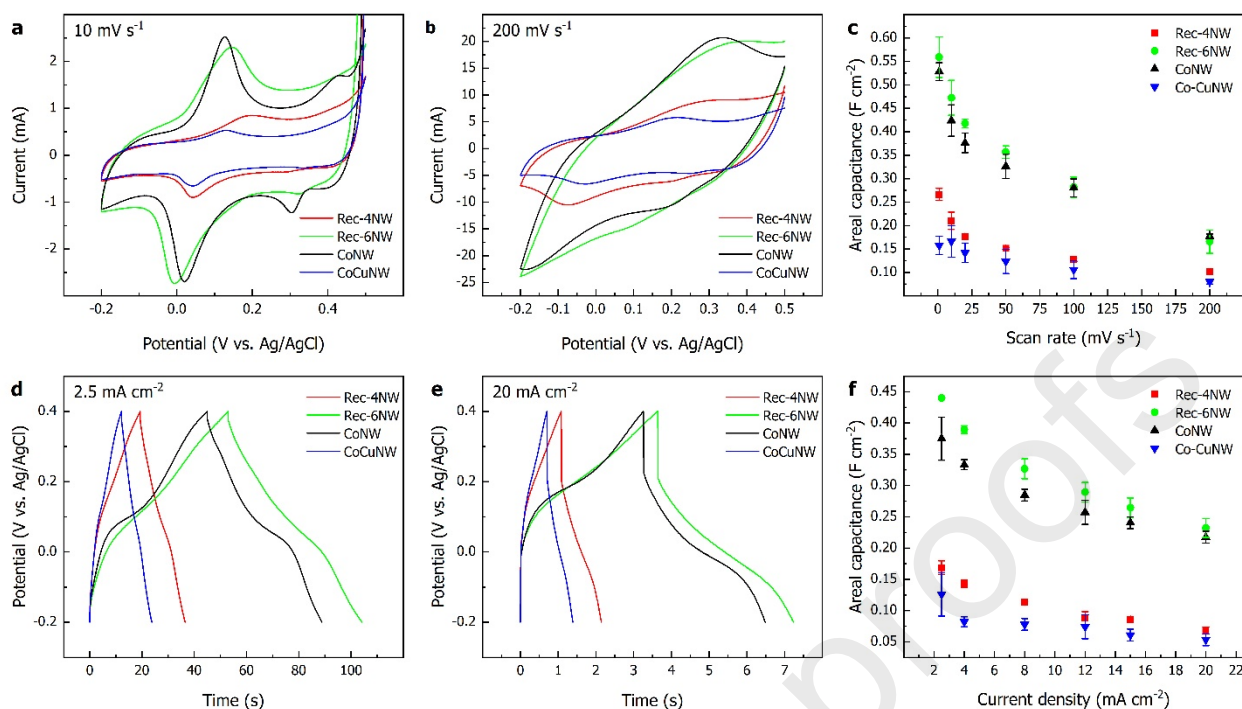 a
10 mV s⁻¹
2
1
0
-1
-2
Current (mA)
-0.2
0.0
0.2
0.4
Potential (V vs. Ag/AgCl)
Rec-4NW
Rec-6NW
CoNW
CoCuNW
b
200 mV s⁻¹
25
20
15
10
5
0
-5
-10
-15
-20
-25
Current (mA)
-0.2
-0.1
0.0
0.1
0.2
0.3
0.4
0.5
Potential (V vs. Ag/AgCl)
Rec-4NW
Rec-6NW
CoNW
CoCuNW
c
0.60
0.55
0.50
0.45
0.40
0.35
0.30
0.25
0.20
0.15
0.10
Areal capacitance (F cm⁻²)
0
25
50
75
100
125
150
175
200
Scan rate (mV s⁻¹)
Rec-4NW
Rec-6NW
CoNW
Co-CuNW
d
2.5 mA cm⁻²
0.4
0.2
0.0
-0.2
Potential (V vs. Ag/AgCl)
0
20
40
60
80
100
Time (s)
Rec-4NW
Rec-6NW
CoNW
CoCuNW
e
20 mA cm⁻²
0.4
0.2
0.0
-0.2
Potential (V vs. Ag/AgCl)
0
1
2
3
4
5
6
7
Time (s)
Rec-4NW
Rec-6NW
CoNW
CoCuNW
f
0.45
0.40
0.35
0.30
0.25
0.20
0.15
0.10
0.05
Areal capacitance (F cm⁻²)
2
4
6
8
10
12
14
16
18
20
22
Current density (mA cm⁻²)
Rec-4NW
Rec-6NW
CoNW
Co-CuNW
proofs